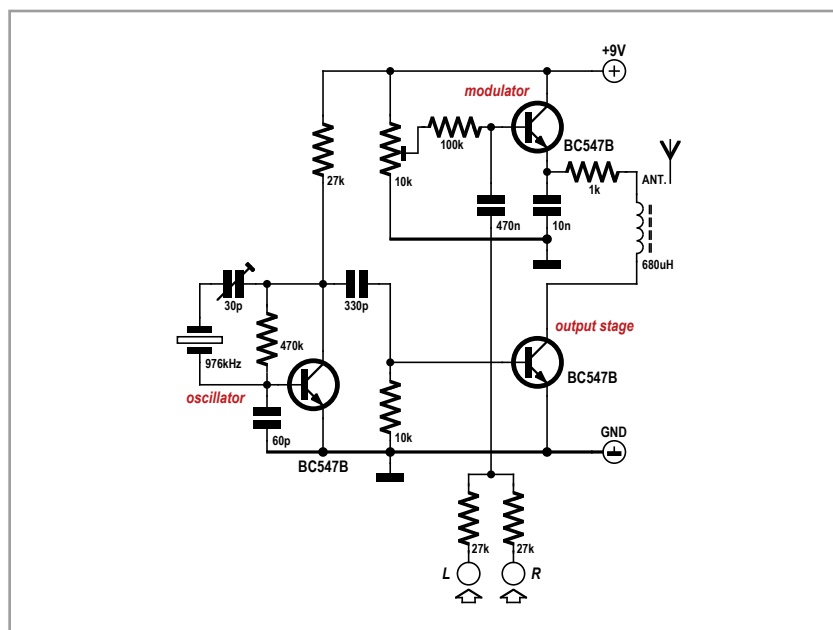 +9V
modulator
BC547B
100k
27k
10k
ANT.
1k
470n
10n
680uH
30p
330p
output stage
470k
976kHz
BC547B
oscillator
10k
60p
GND
BC547B
27k
27k
L
R